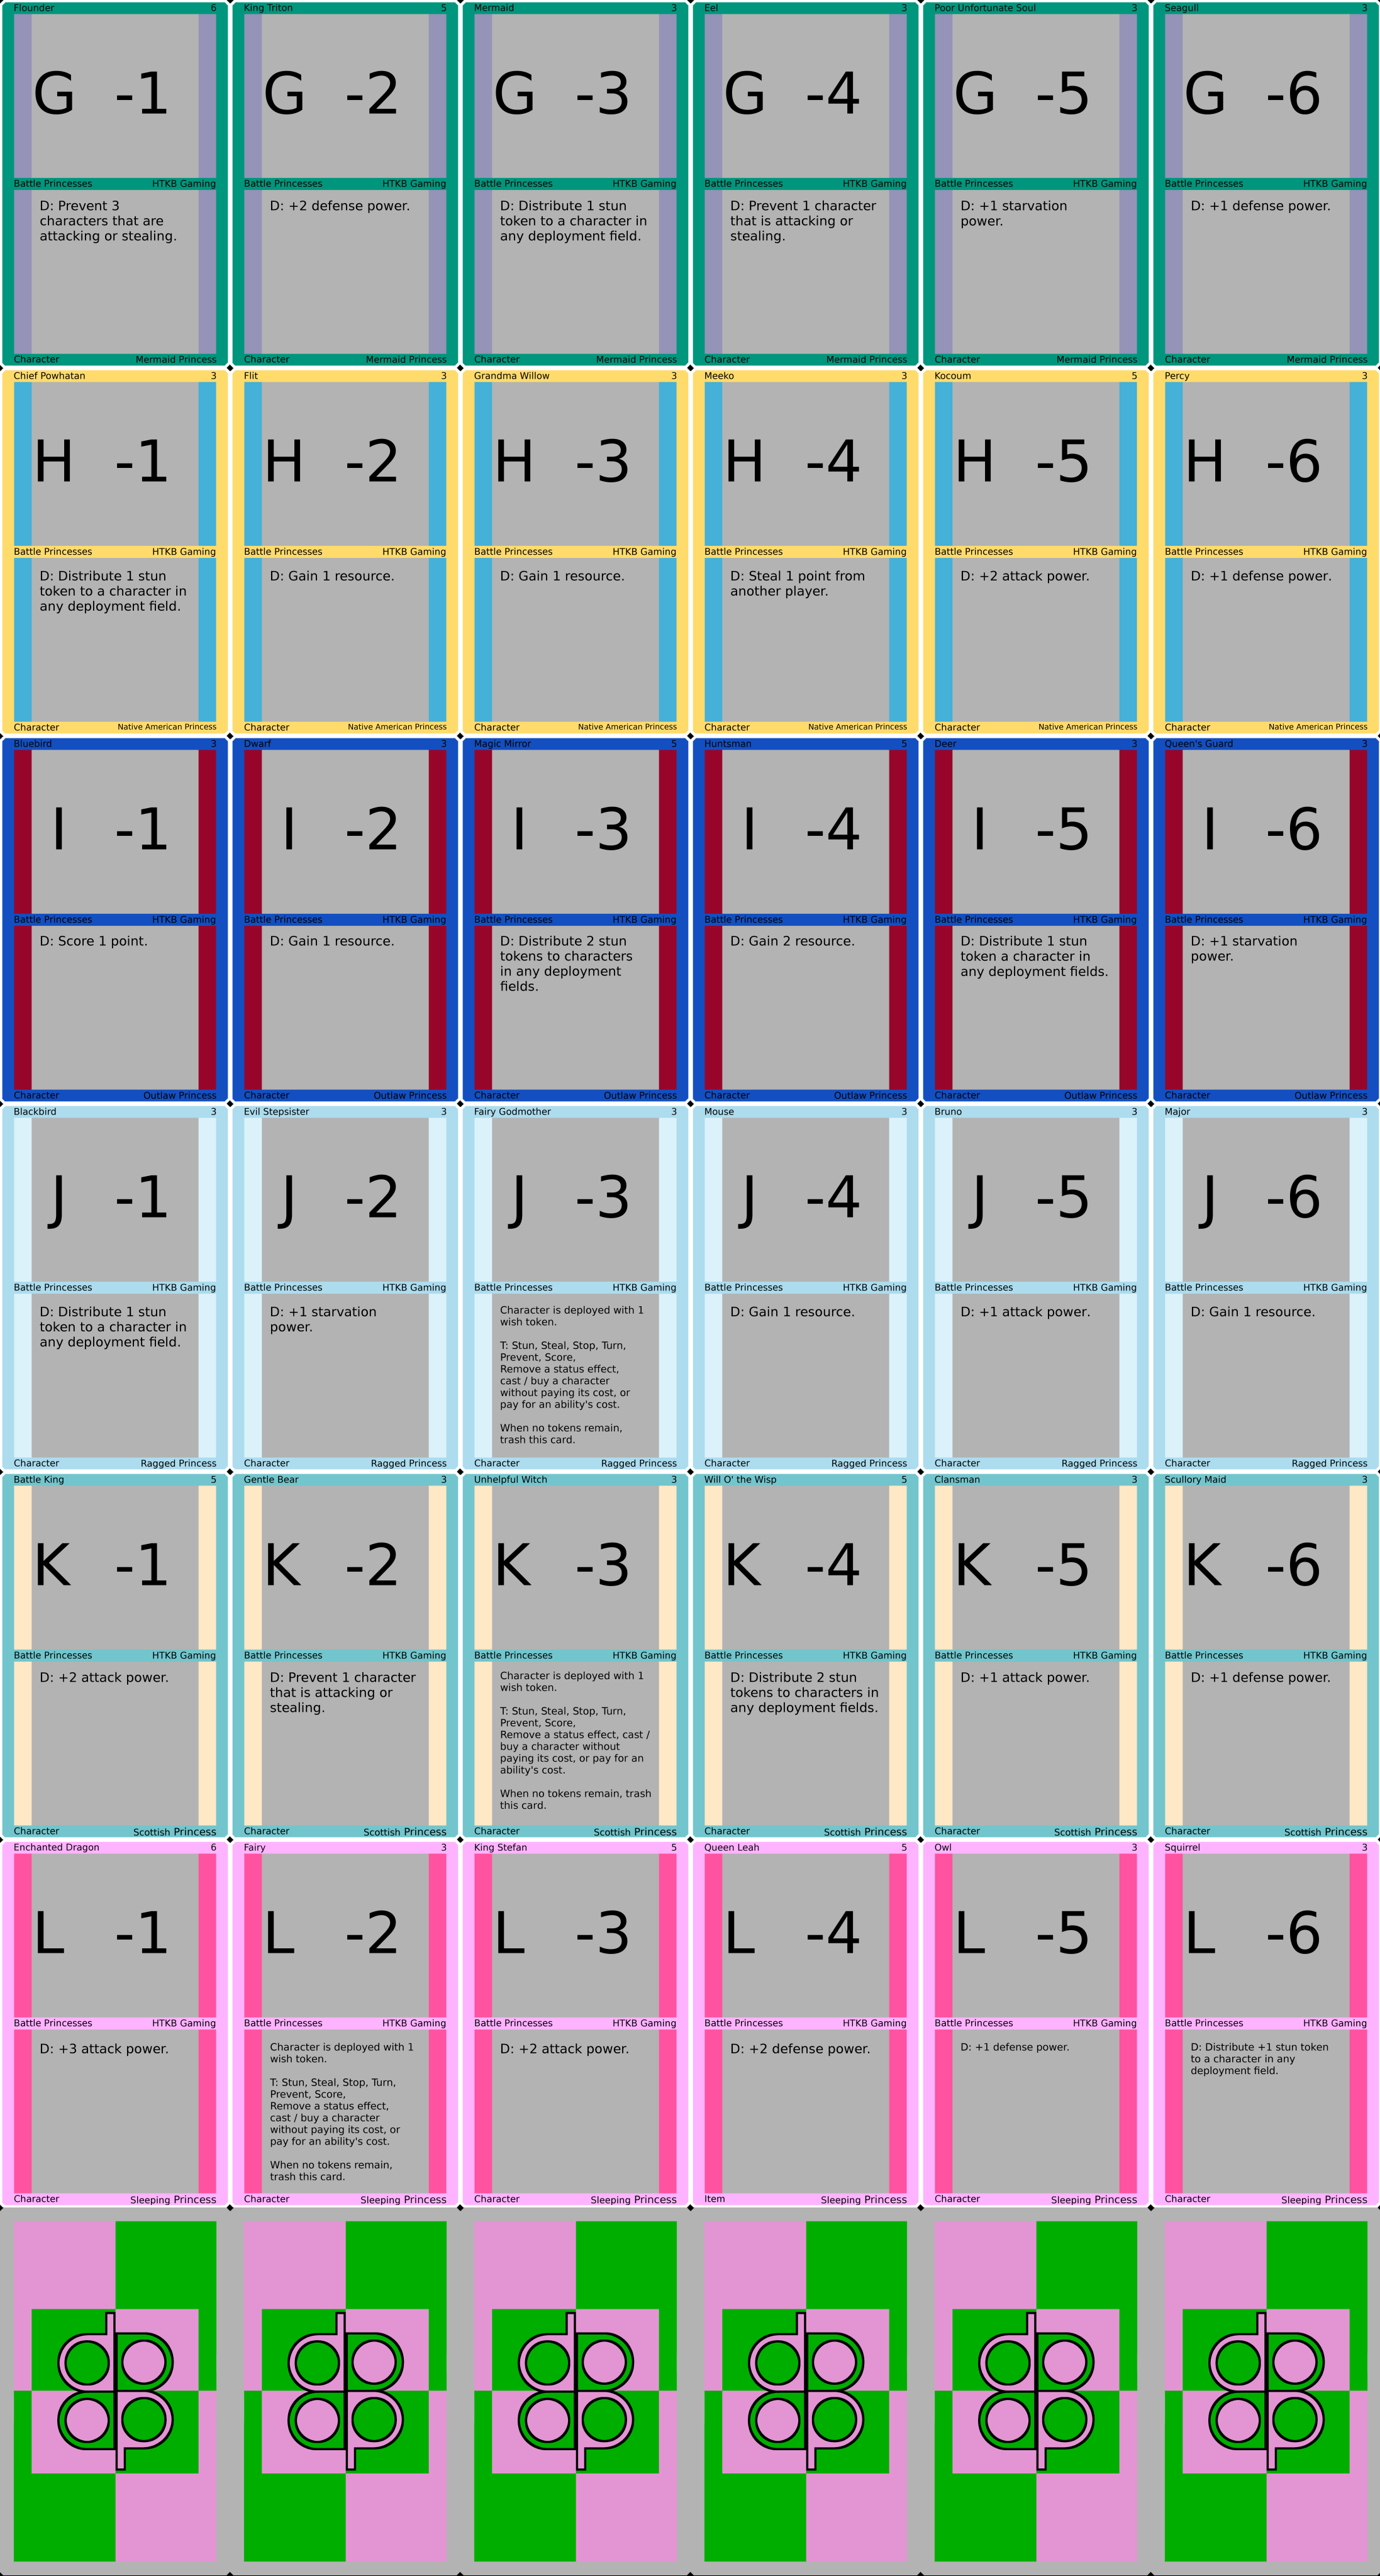 Flounder 6
G -1
Battle Princesses HTKB Gaming
D: Prevent 3
characters that are
attacking or stealing.
Character Mermaid Princess
King Triton 5
G -2
Battle Princesses HTKB Gaming
D: +2 defense power.
Character Mermaid Princess
Mermaid 3
G -3
Battle Princesses HTKB Gaming
D: Distribute 1 stun
token to a character in
any deployment field.
Character Mermaid Princess
Eel 3
G -4
Battle Princesses HTKB Gaming
D: Prevent 1 character
that is attacking or
stealing.
Character Mermaid Princess
Poor Unfortunate Soul 3
G -5
Battle Princesses HTKB Gaming
D: +1 starvation
power.
Character Mermaid Princess
Seagull 3
G -6
Battle Princesses HTKB Gaming
D: +1 defense power.
Character Mermaid Princess
Chief Powhatan 3
H -1
Battle Princesses HTKB Gaming
D: Distribute 1 stun
token to a character in
any deployment field.
Character Native American Princess
Flit 3
H -2
Battle Princesses HTKB Gaming
D: Gain 1 resource.
Character Native American Princess
Grandma Willow 3
H -3
Battle Princesses HTKB Gaming
D: Gain 1 resource.
Character Native American Princess
Meeko 3
H -4
Battle Princesses HTKB Gaming
D: Steal 1 point from
another player.
Character Native American Princess
Kocoum 5
H -5
Battle Princesses HTKB Gaming
D: +2 attack power.
Character Native American Princess
Percy 3
H -6
Battle Princesses HTKB Gaming
D: +1 defense power.
Character Native American Princess
Bluebird 3
I -1
Battle Princesses HTKB Gaming
D: Score 1 point.
Character Outlaw Princess
Dwarf 3
I -2
Battle Princesses HTKB Gaming
D: Gain 1 resource.
Character Outlaw Princess
Magic Mirror 5
I -3
Battle Princesses HTKB Gaming
D: Distribute 2 stun
tokens to characters
in any deployment
fields.
Character Outlaw Princess
Huntsman 5
I -4
Battle Princesses HTKB Gaming
D: Gain 2 resource.
Character Outlaw Princess
Deer 3
I -5
Battle Princesses HTKB Gaming
D: Distribute 1 stun
token a character in
any deployment fields.
Character Outlaw Princess
Queen's Guard 3
I -6
Battle Princesses HTKB Gaming
D: +1 starvation
power.
Character Outlaw Princess
Blackbird 3
J -1
Battle Princesses HTKB Gaming
D: Distribute 1 stun
token to a character in
any deployment field.
Character Ragged Princess
Evil Stepsister 3
J -2
Battle Princesses HTKB Gaming
D: +1 starvation
power.
Character Ragged Princess
Fairy Godmother 3
J -3
Battle Princesses HTKB Gaming
Character is deployed with 1
wish token.
T: Stun, Steal, Stop, Turn,
Prevent, Score,
Remove a status effect,
cast / buy a character
without paying its cost, or
pay for an ability's cost.
When no tokens remain,
trash this card.
Character Ragged Princess
Mouse 3
J -4
Battle Princesses HTKB Gaming
D: Gain 1 resource.
Character Ragged Princess
Bruno 3
J -5
Battle Princesses HTKB Gaming
D: +1 attack power.
Character Ragged Princess
Major 3
J -6
Battle Princesses HTKB Gaming
D: Gain 1 resource.
Character Ragged Princess
Battle King 5
K -1
Battle Princesses HTKB Gaming
D: +2 attack power.
Character Scottish Princess
Gentle Bear 3
K -2
Battle Princesses HTKB Gaming
D: Prevent 1 character
that is attacking or
stealing.
Character Scottish Princess
Unhelpful Witch 3
K -3
Battle Princesses HTKB Gaming
Character is deployed with 1
wish token.
T: Stun, Steal, Stop, Turn,
Prevent, Score,
Remove a status effect, cast /
buy a character without
paying its cost, or pay for an
ability's cost.
When no tokens remain, trash
this card.
Character Scottish Princess
Will O' the Wisp 5
K -4
Battle Princesses HTKB Gaming
D: Distribute 2 stun
tokens to characters in
any deployment fields.
Character Scottish Princess
Clansman 3
K -5
Battle Princesses HTKB Gaming
D: +1 attack power.
Character Scottish Princess
Scullory Maid 3
K -6
Battle Princesses HTKB Gaming
D: +1 defense power.
Character Scottish Princess
Enchanted Dragon 6
L -1
Battle Princesses HTKB Gaming
D: +3 attack power.
Character Sleeping Princess
Fairy 3
L -2
Battle Princesses HTKB Gaming
Character is deployed with 1
wish token.
T: Stun, Steal, Stop, Turn,
Prevent, Score,
Remove a status effect,
cast / buy a character
without paying its cost, or
pay for an ability's cost.
When no tokens remain,
trash this card.
Character Sleeping Princess
King Stefan 5
L -3
Battle Princesses HTKB Gaming
D: +2 attack power.
Character Sleeping Princess
Queen Leah 5
L -4
Battle Princesses HTKB Gaming
D: +2 defense power.
Item Sleeping Princess
Owl 3
L -5
Battle Princesses HTKB Gaming
D: +1 defense power.
Character Sleeping Princess
Squirrel 3
L -6
Battle Princesses HTKB Gaming
D: Distribute +1 stun token
to a character in any
deployment field.
Character Sleeping Princess